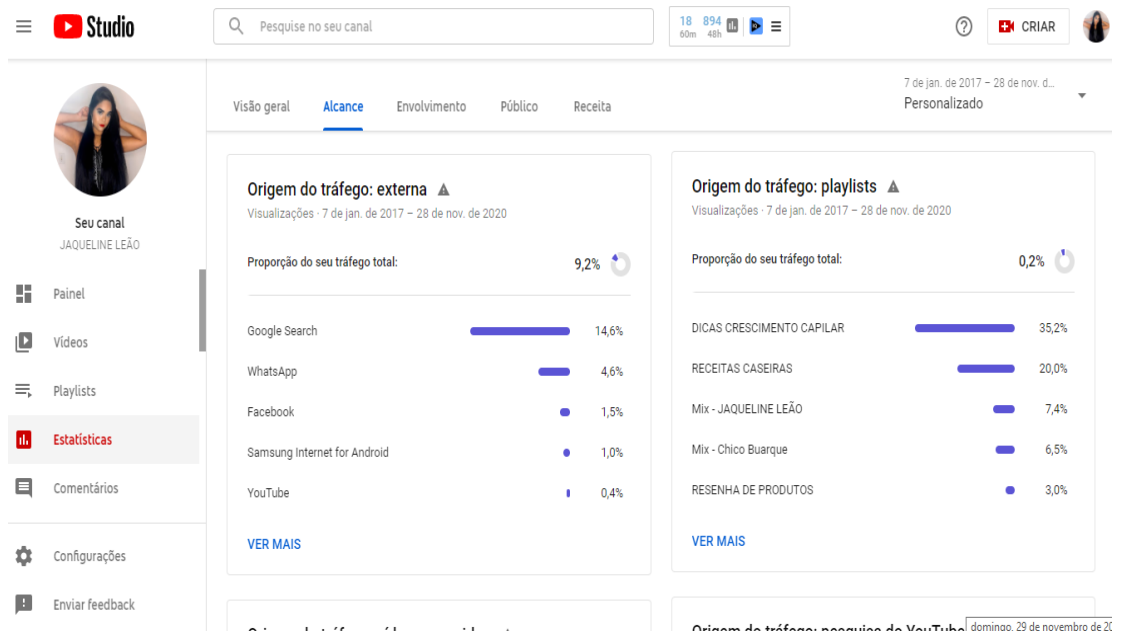 Studio
Pesquise no seu canal
18 894
60m 48h
CRIAR
Seu canal
JAQUELINE LEÃO
Painel
Vídeos
Playlists
Estatísticas
Comentários
Configurações
Enviar feedback
Visão geral Alcance Envolvimento Público Receita
7 de jan. de 2017 – 28 de nov. d...
Personalizado
Origem do tráfego: externa
Visualizações · 7 de jan. de 2017 – 28 de nov. de 2020
Proporção do seu tráfego total: 9,2%
Google Search 14,6%
WhatsApp 4,6%
Facebook 1,5%
Samsung Internet for Android 1,0%
YouTube 0,4%
VER MAIS
Origem do tráfego: playlists
Visualizações · 7 de jan. de 2017 – 28 de nov. de 2020
Proporção do seu tráfego total: 0,2%
DICAS CRESCIMENTO CAPILAR 35,2%
RECEITAS CASEIRAS 20,0%
Mix - JAQUELINE LEÃO 7,4%
Mix - Chico Buarque 6,5%
RESENHA DE PRODUTOS 3,0%
VER MAIS
Origem do tráfego: pesquisa do YouTube
domingo, 29 de novembro de 20